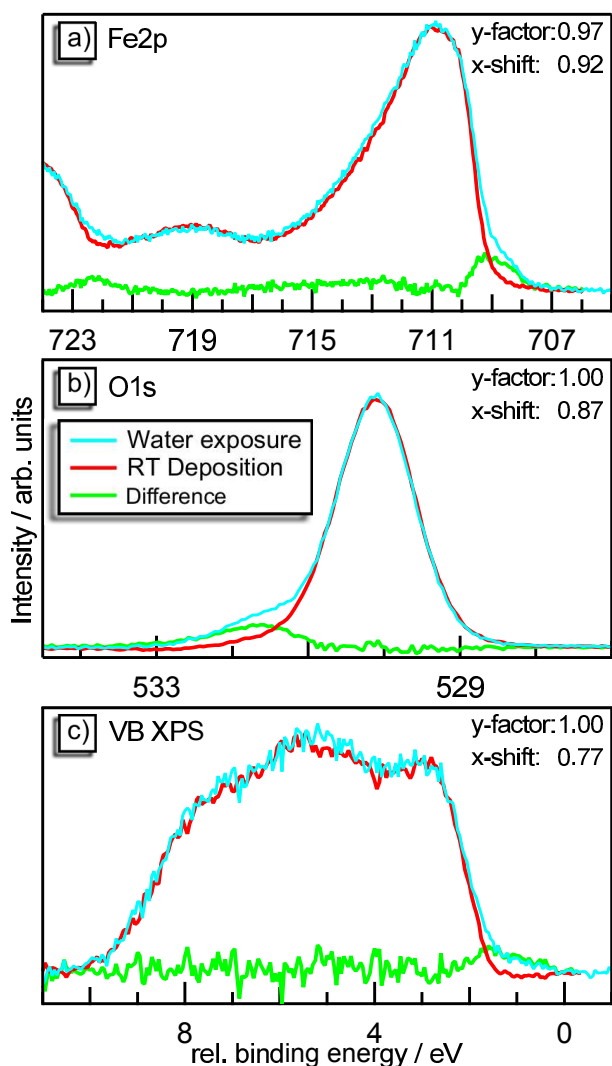 a) Fe2p
y-factor:0.97
x-shift: 0.92
723 719 715 711 707
b) O1s
y-factor:1.00
x-shift: 0.87
Water exposure
RT Deposition
Difference
Intensity / arb. units
533 529
c) VB XPS
y-factor:1.00
x-shift: 0.77
8 4 0
rel. binding energy / eV